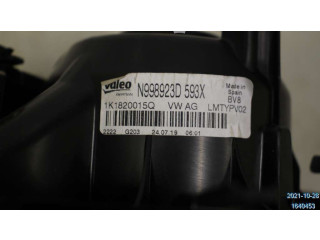 Valeo
N998923D 593X
Made in
Spain
BV8
1K1820015Q VW AG LMTYPV02
2222 G203 24.07.19 06:01
2021-10-28
1640453